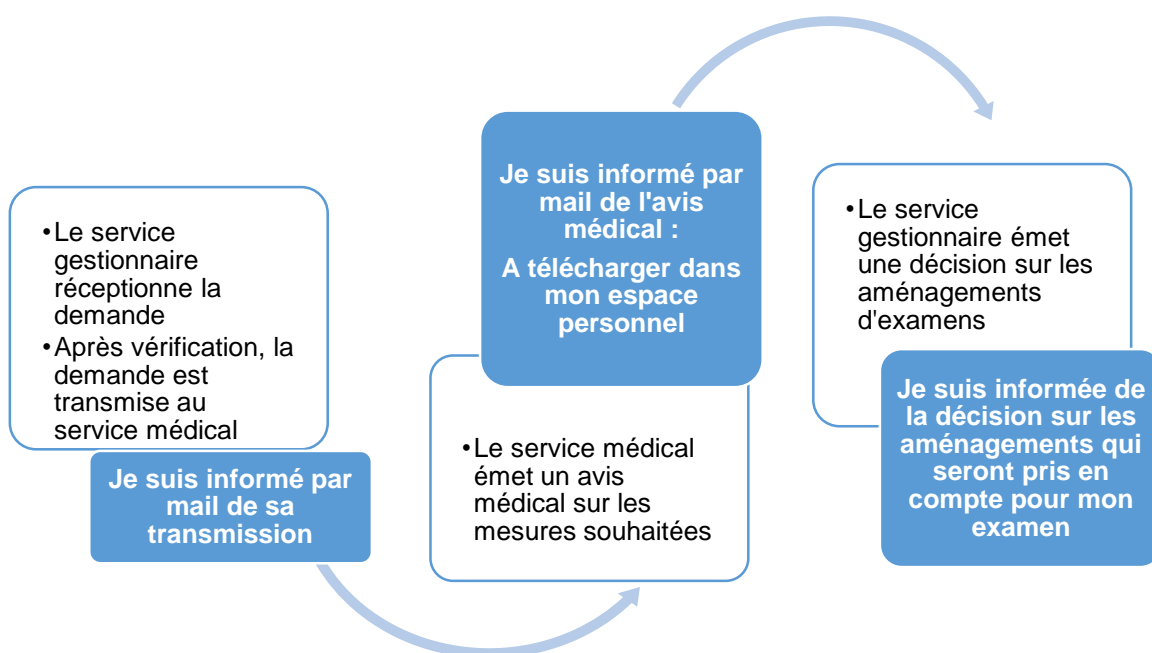 •Le service
gestionnaire
réceptionne la
demande
•Après vérification, la
demande est
transmise au
service médical
Je suis informé par
mail de sa
transmission
Je suis informé par
mail de l'avis
médical :
A télécharger dans
mon espace
personnel
•Le service médical
émet un avis
médical sur les
mesures souhaitées
•Le service
gestionnaire émet
une décision sur les
aménagements
d'examens
Je suis informée de
la décision sur les
aménagements qui
seront pris en
compte pour mon
examen